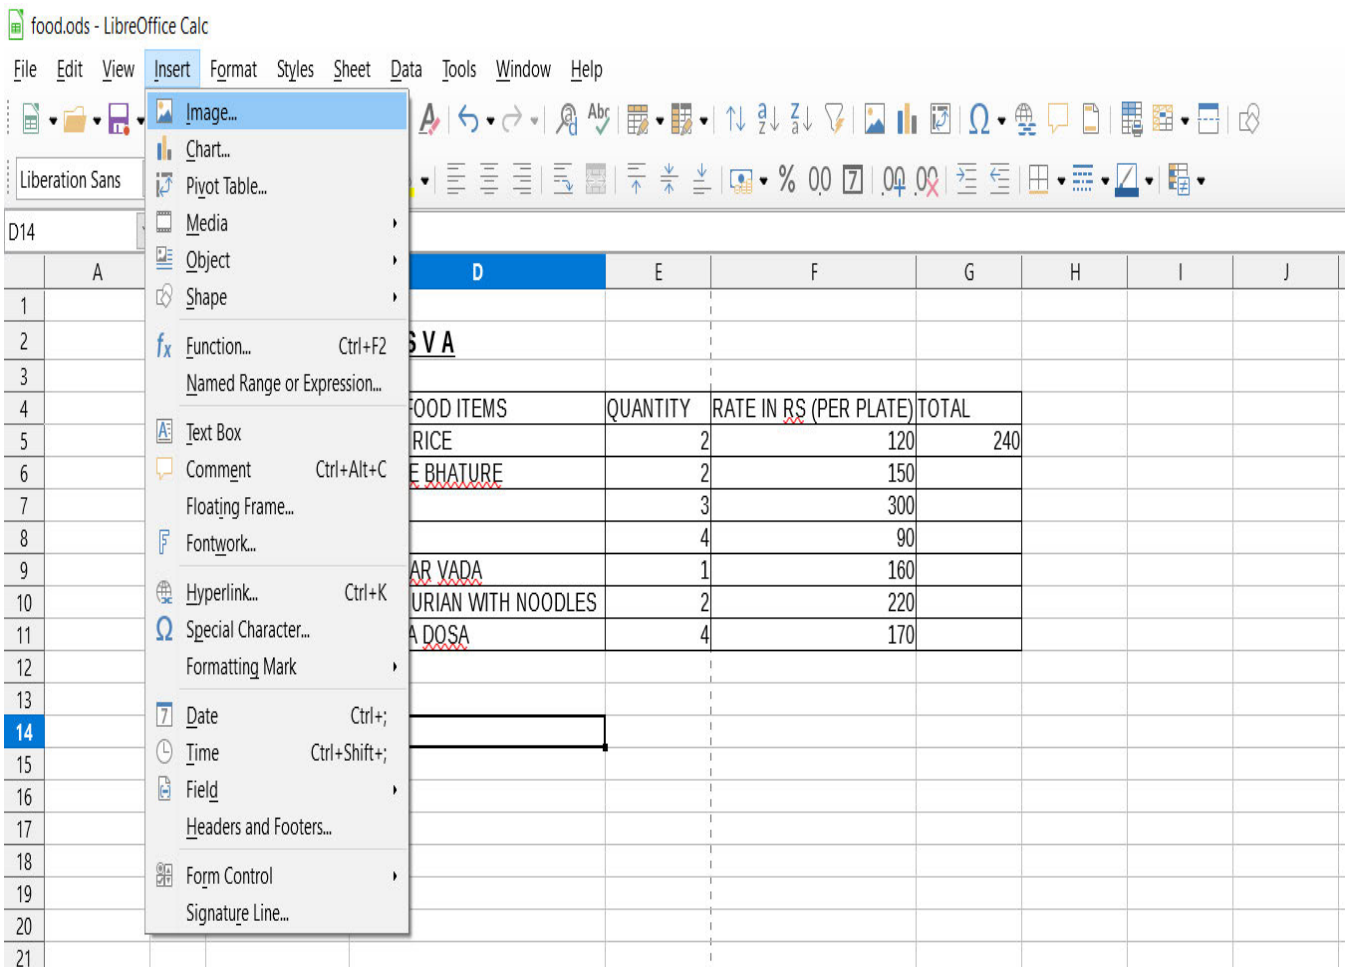 food.ods - LibreOffice Calc
File Edit View Insert Format Styles Sheet Data Tools Window Help
Image...
Chart...
Liberation Sans
Pivot Table...
D14
Media
Object
A D E F G H I J
Shape
1
2 Function... Ctrl+F2 S V A
3 Named Range or Expression...
4 FOOD ITEMS QUANTITY RATE IN RS (PER PLATE) TOTAL
5 Text Box RICE 2 120 240
6 Comment Ctrl+Alt+C E BHATURE 2 150
7 Floating Frame... 3 300
8 Fontwork... 4 90
9 AR VADA 1 160
10 Hyperlink... Ctrl+K URIAN WITH NOODLES 2 220
11 Special Character... A DOSA 4 170
12 Formatting Mark
13
14 Date Ctrl+;
15 Time Ctrl+Shift+;
16 Field
17 Headers and Footers...
18
19 Form Control
20 Signature Line...
21